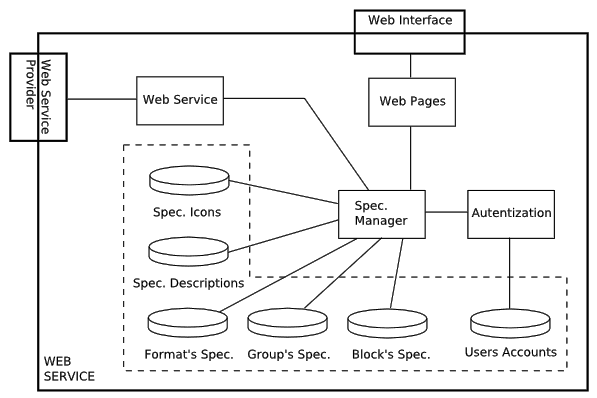 Web Interface
Web Service
Provider
Web Service
Web Pages
Spec. Icons
Spec.
Manager
Autentization
Spec. Descriptions
Format's Spec.
Group's Spec.
Block's Spec.
Users Accounts
WEB
SERVICE